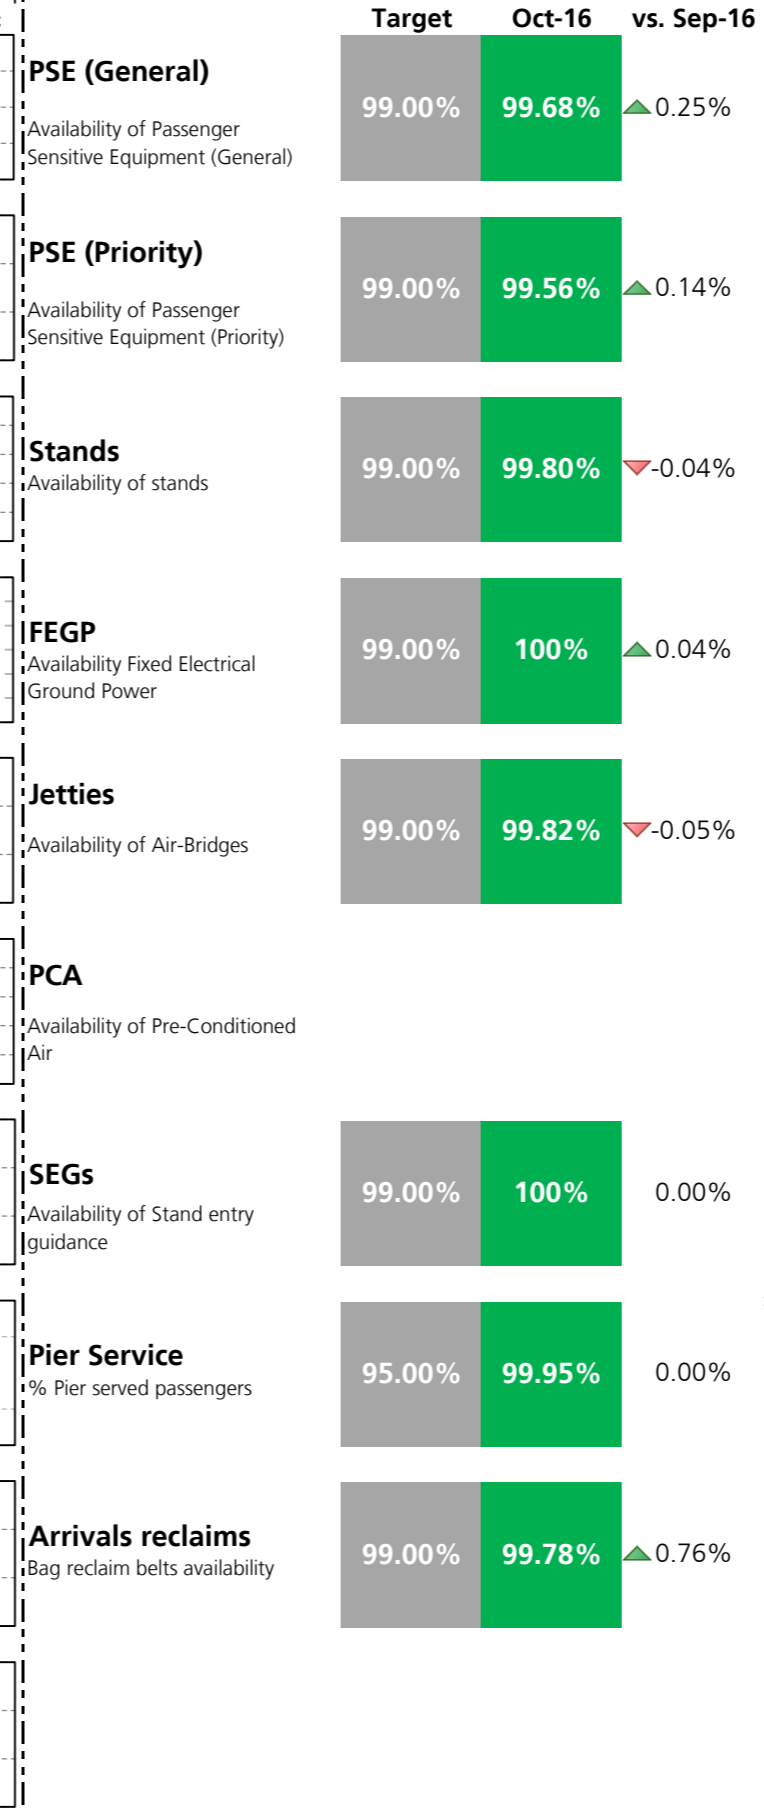 Target Oct-16 vs. Sep-16
PSE (General)
99.00% 99.68% 0.25%
Availability of Passenger
Sensitive Equipment (General)
PSE (Priority)
99.00% 99.56% 0.14%
Availability of Passenger
Sensitive Equipment (Priority)
Stands
99.00% 99.80% -0.04%
Availability of stands
FEGP
99.00% 100% 0.04%
Availability Fixed Electrical
Ground Power
Jetties
99.00% 99.82% -0.05%
Availability of Air-Bridges
PCA
Availability of Pre-Conditioned
Air
SEGs
99.00% 100% 0.00%
Availability of Stand entry
guidance
Pier Service
95.00% 99.95% 0.00%
% Pier served passengers
Arrivals reclaims
99.00% 99.78% 0.76%
Bag reclaim belts availability